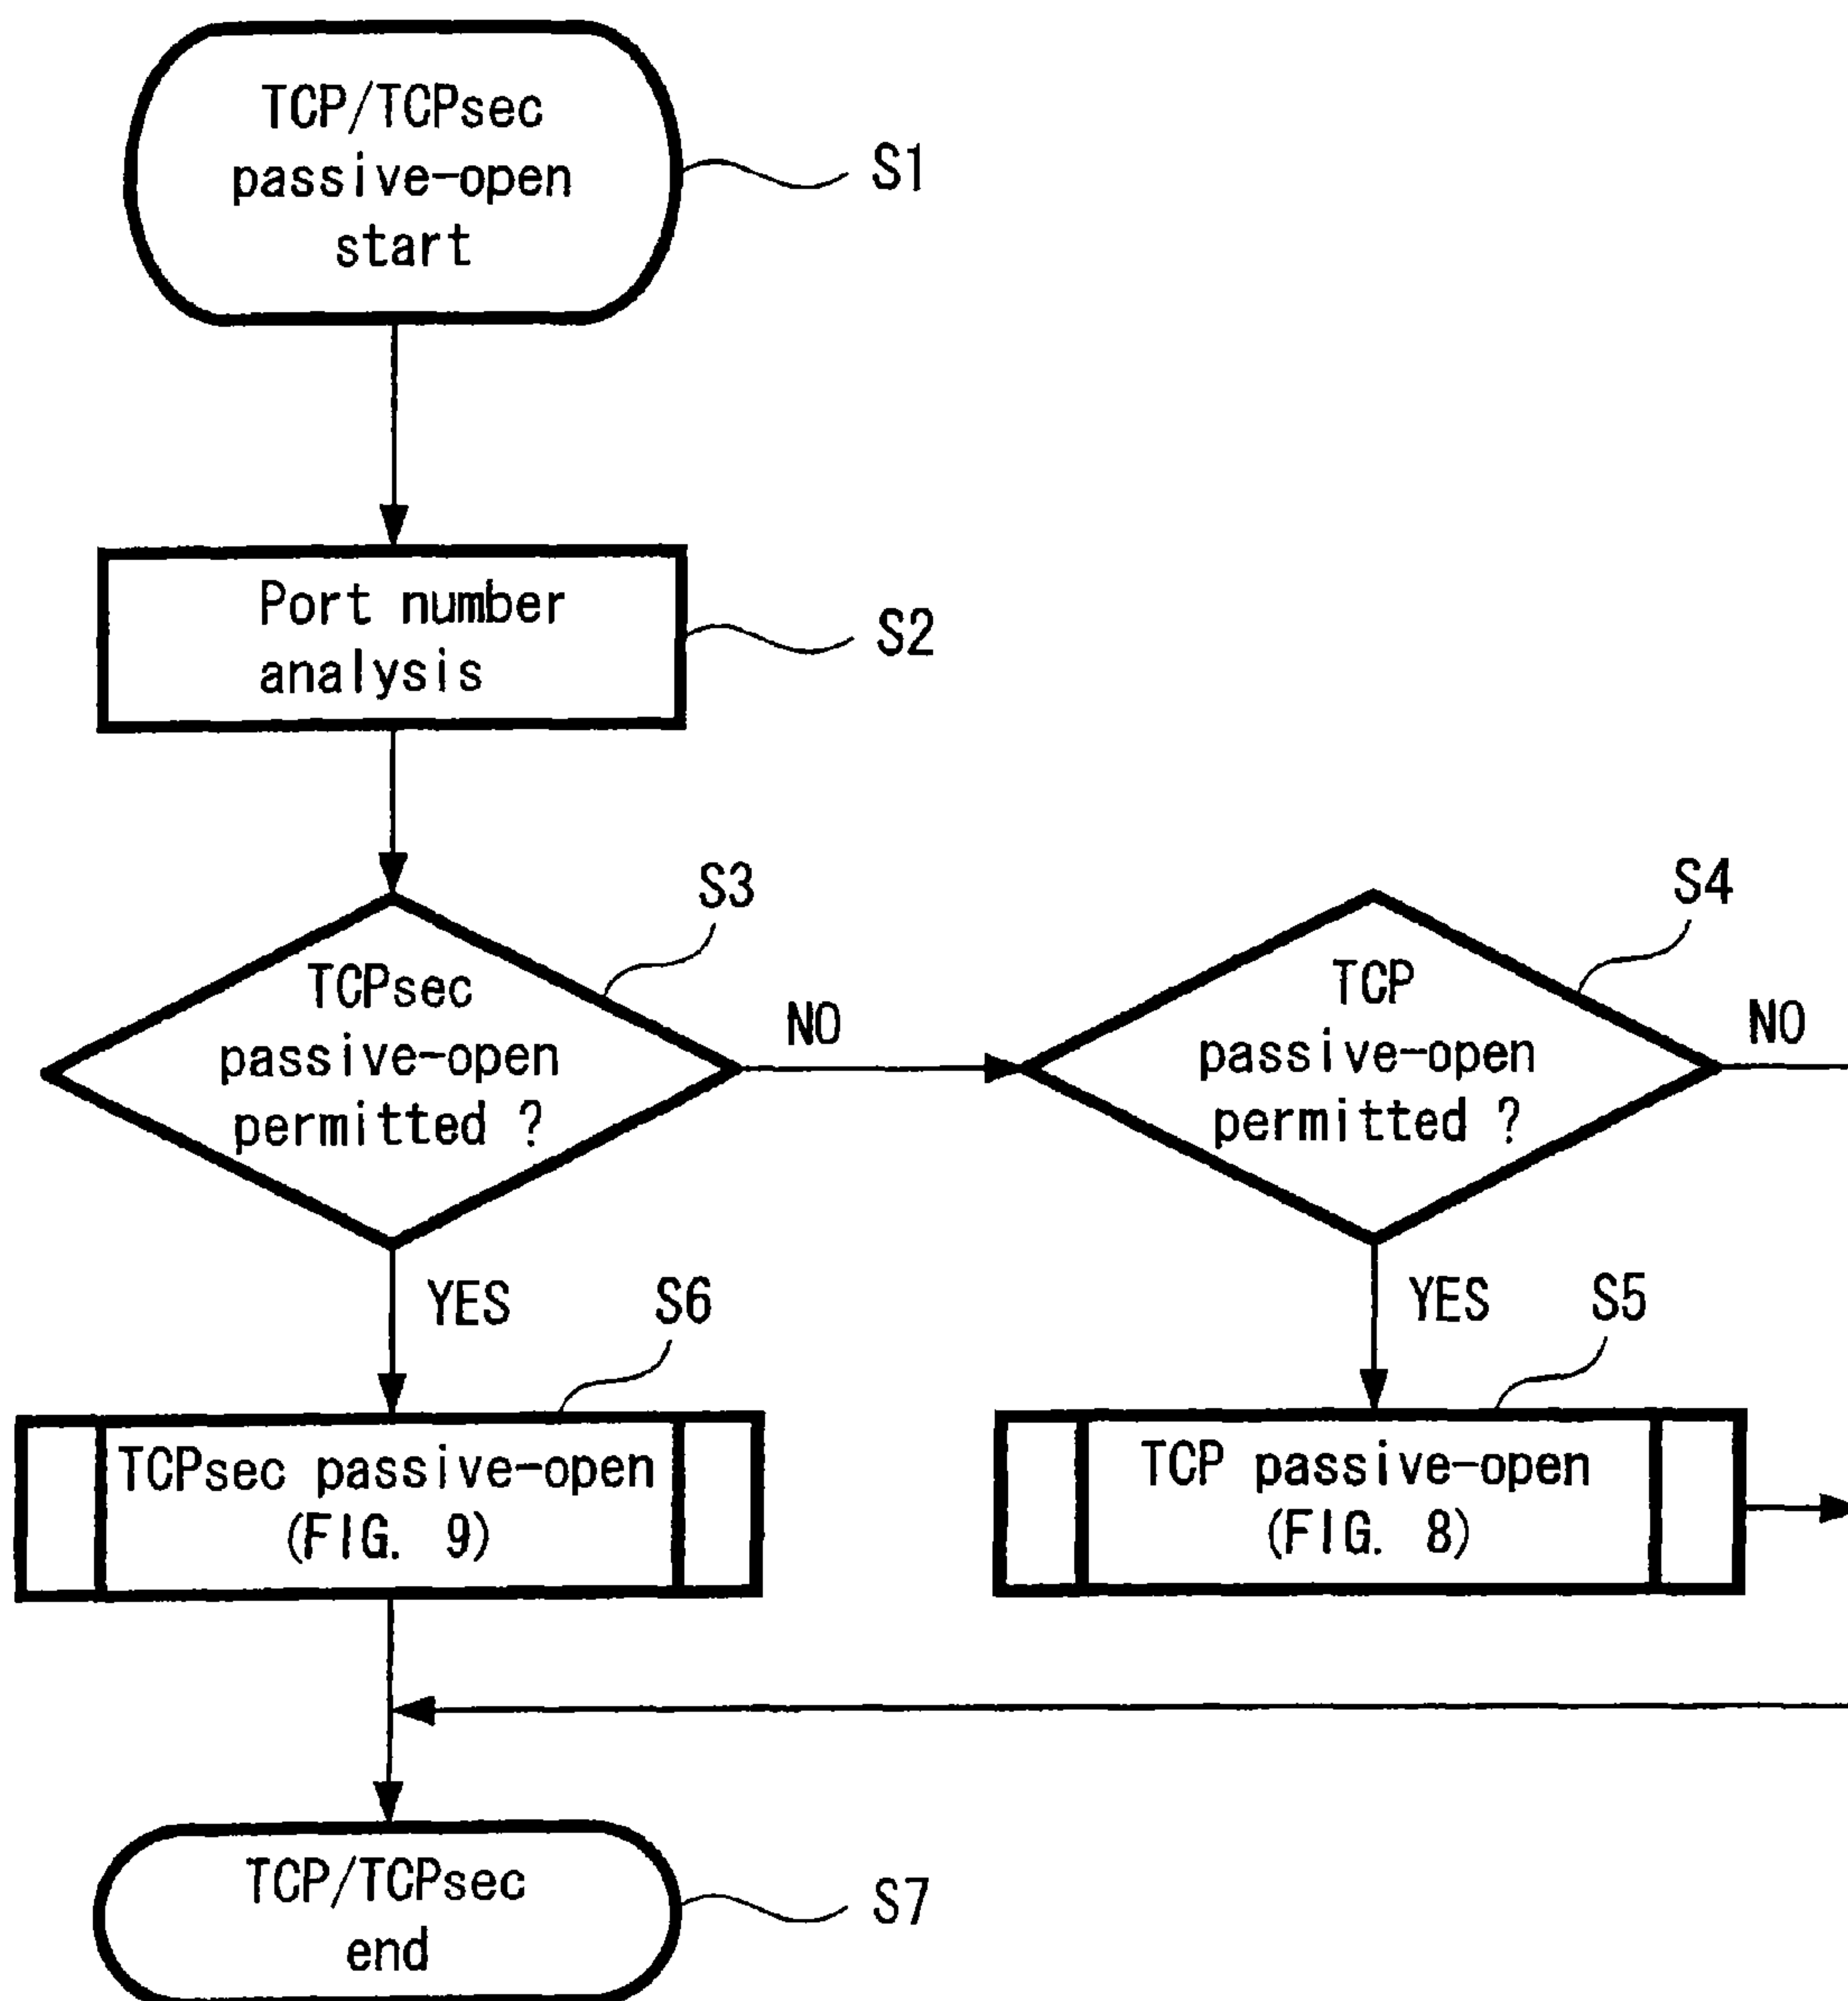 TCP/TCPsec
passive-open
start
S1
Port number
analysis
S2
S3
TCPsec
passive-open
permitted ?
NO
S4
TCP
passive-open
permitted ?
NO
YES
S6
YES
S5
TCPsec passive-open
(FIG. 9)
TCP passive-open
(FIG. 8)
TCP/TCPsec
end
S7